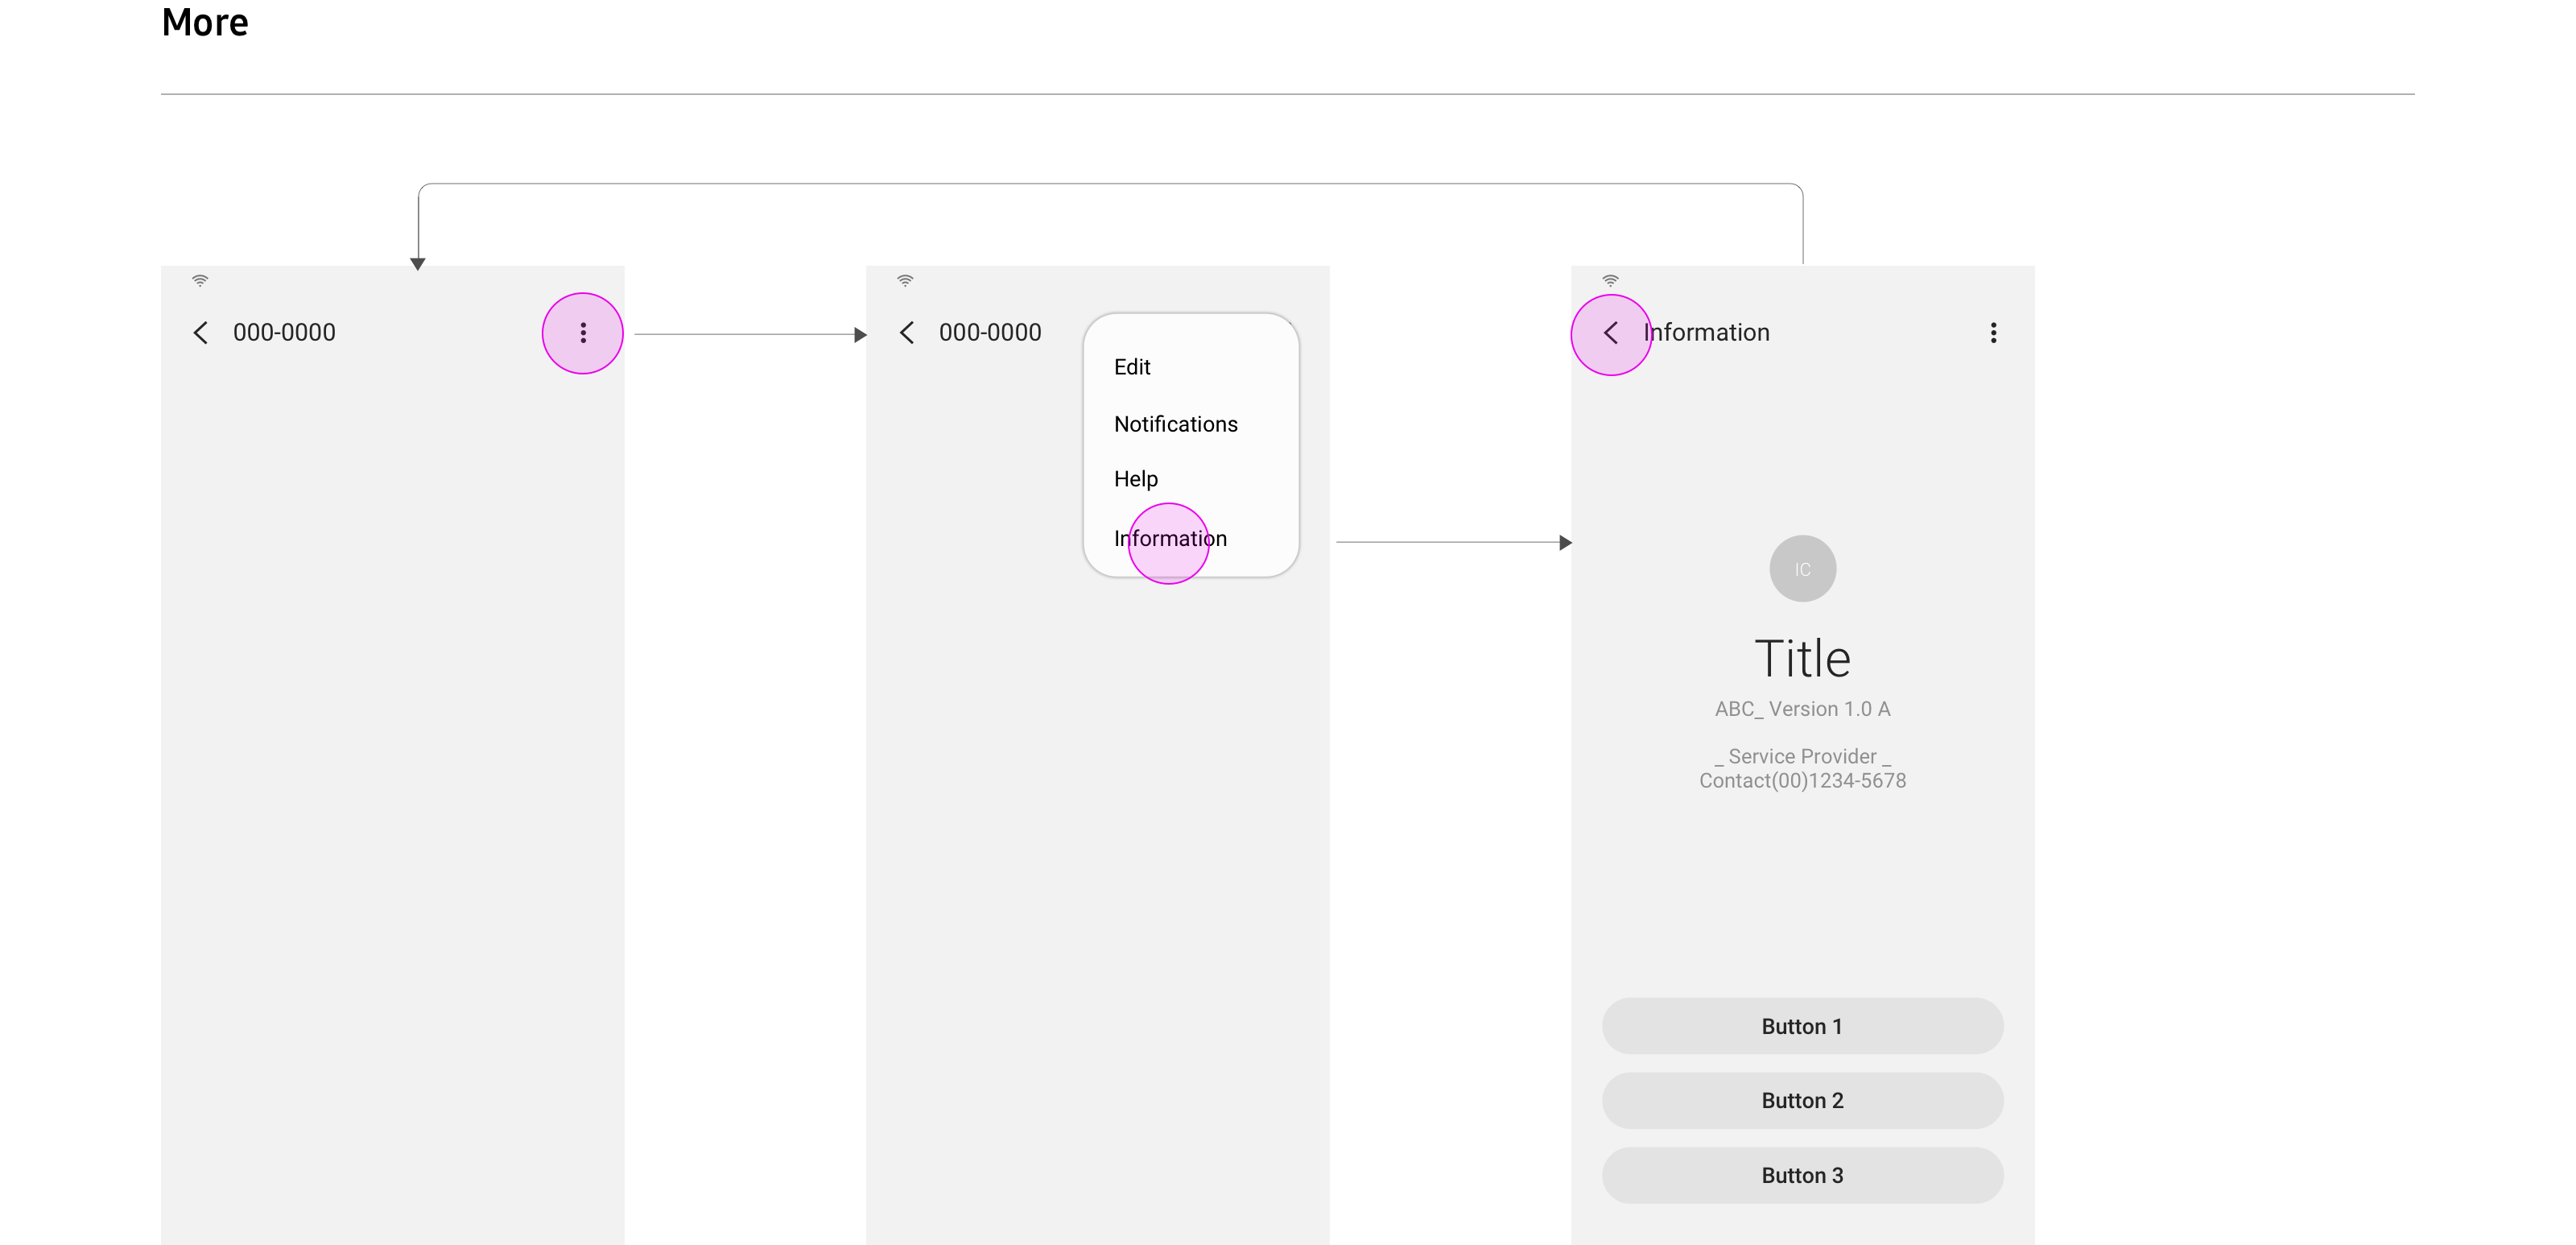 More
000-0000
000-0000
Edit
Notifications
Help
Information
Information
IC
Title
ABC_ Version 1.0 A
_ Service Provider _
Contact(00)1234-5678
Button 1
Button 2
Button 3